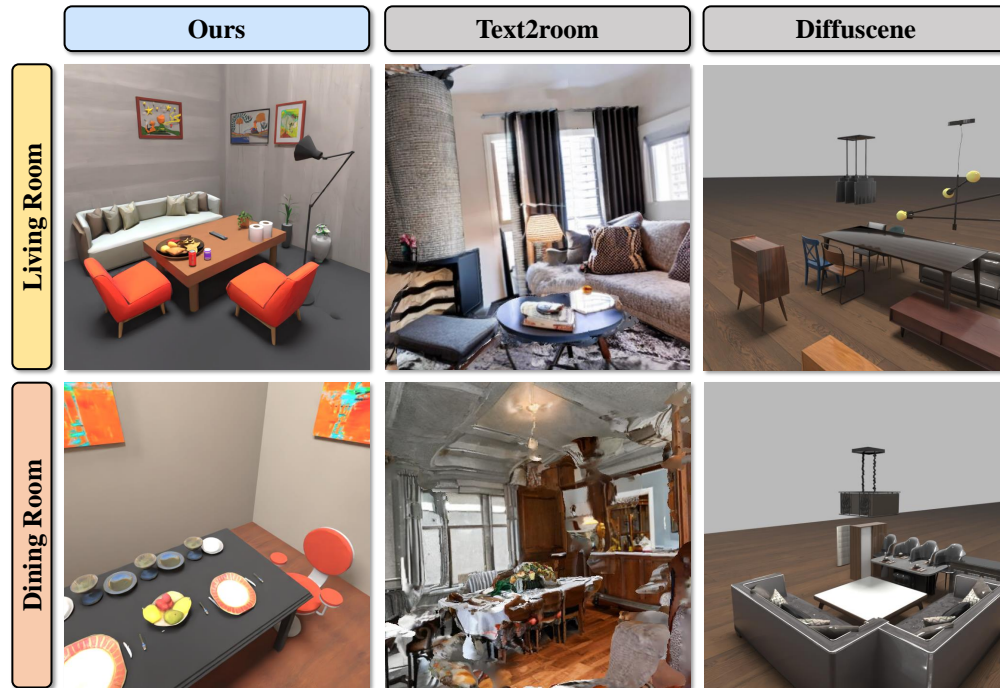 Ours
Text2room
Diffuscene
Living Room
Dining Room